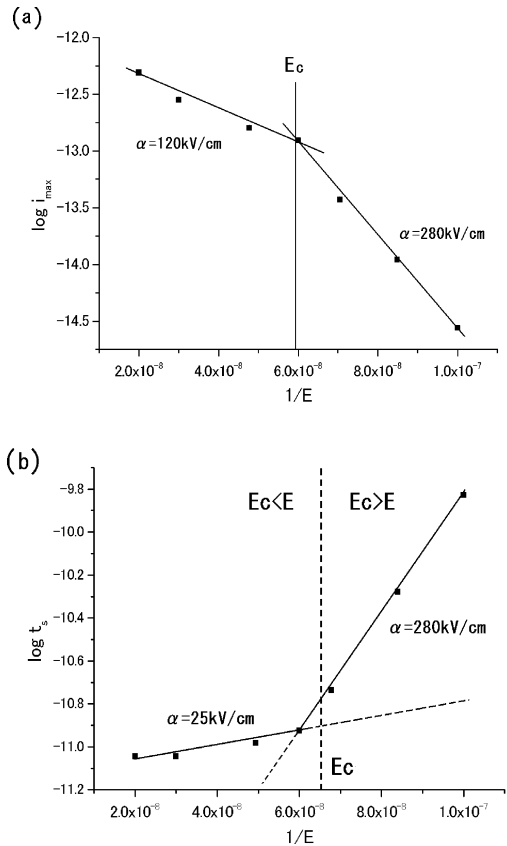 (a)
-12.0
-12.5
-13.0
-13.5
-14.0
-14.5
log i_max
Ec
α=120kV/cm
α=280kV/cm
2.0x10⁻⁸ 4.0x10⁻⁸ 6.0x10⁻⁸ 8.0x10⁻⁸ 1.0x10⁻⁷
1/E
(b)
-9.8
-10.0
-10.2
-10.4
-10.6
-10.8
-11.0
-11.2
log t_s
Ec<E Ec>E
α=280kV/cm
α=25kV/cm
Ec
2.0x10⁻⁸ 4.0x10⁻⁸ 6.0x10⁻⁸ 8.0x10⁻⁸ 1.0x10⁻⁷
1/E